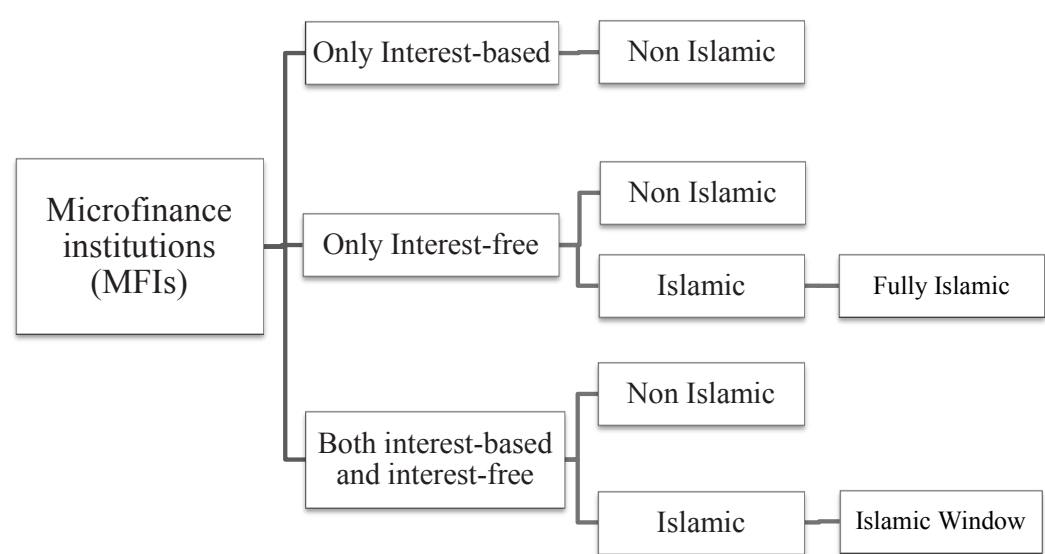 Only Interest-based
Non Islamic
Microfinance
institutions
(MFIs)
Only Interest-free
Non Islamic
Islamic
Fully Islamic
Both interest-based
and interest-free
Non Islamic
Islamic
Islamic Window